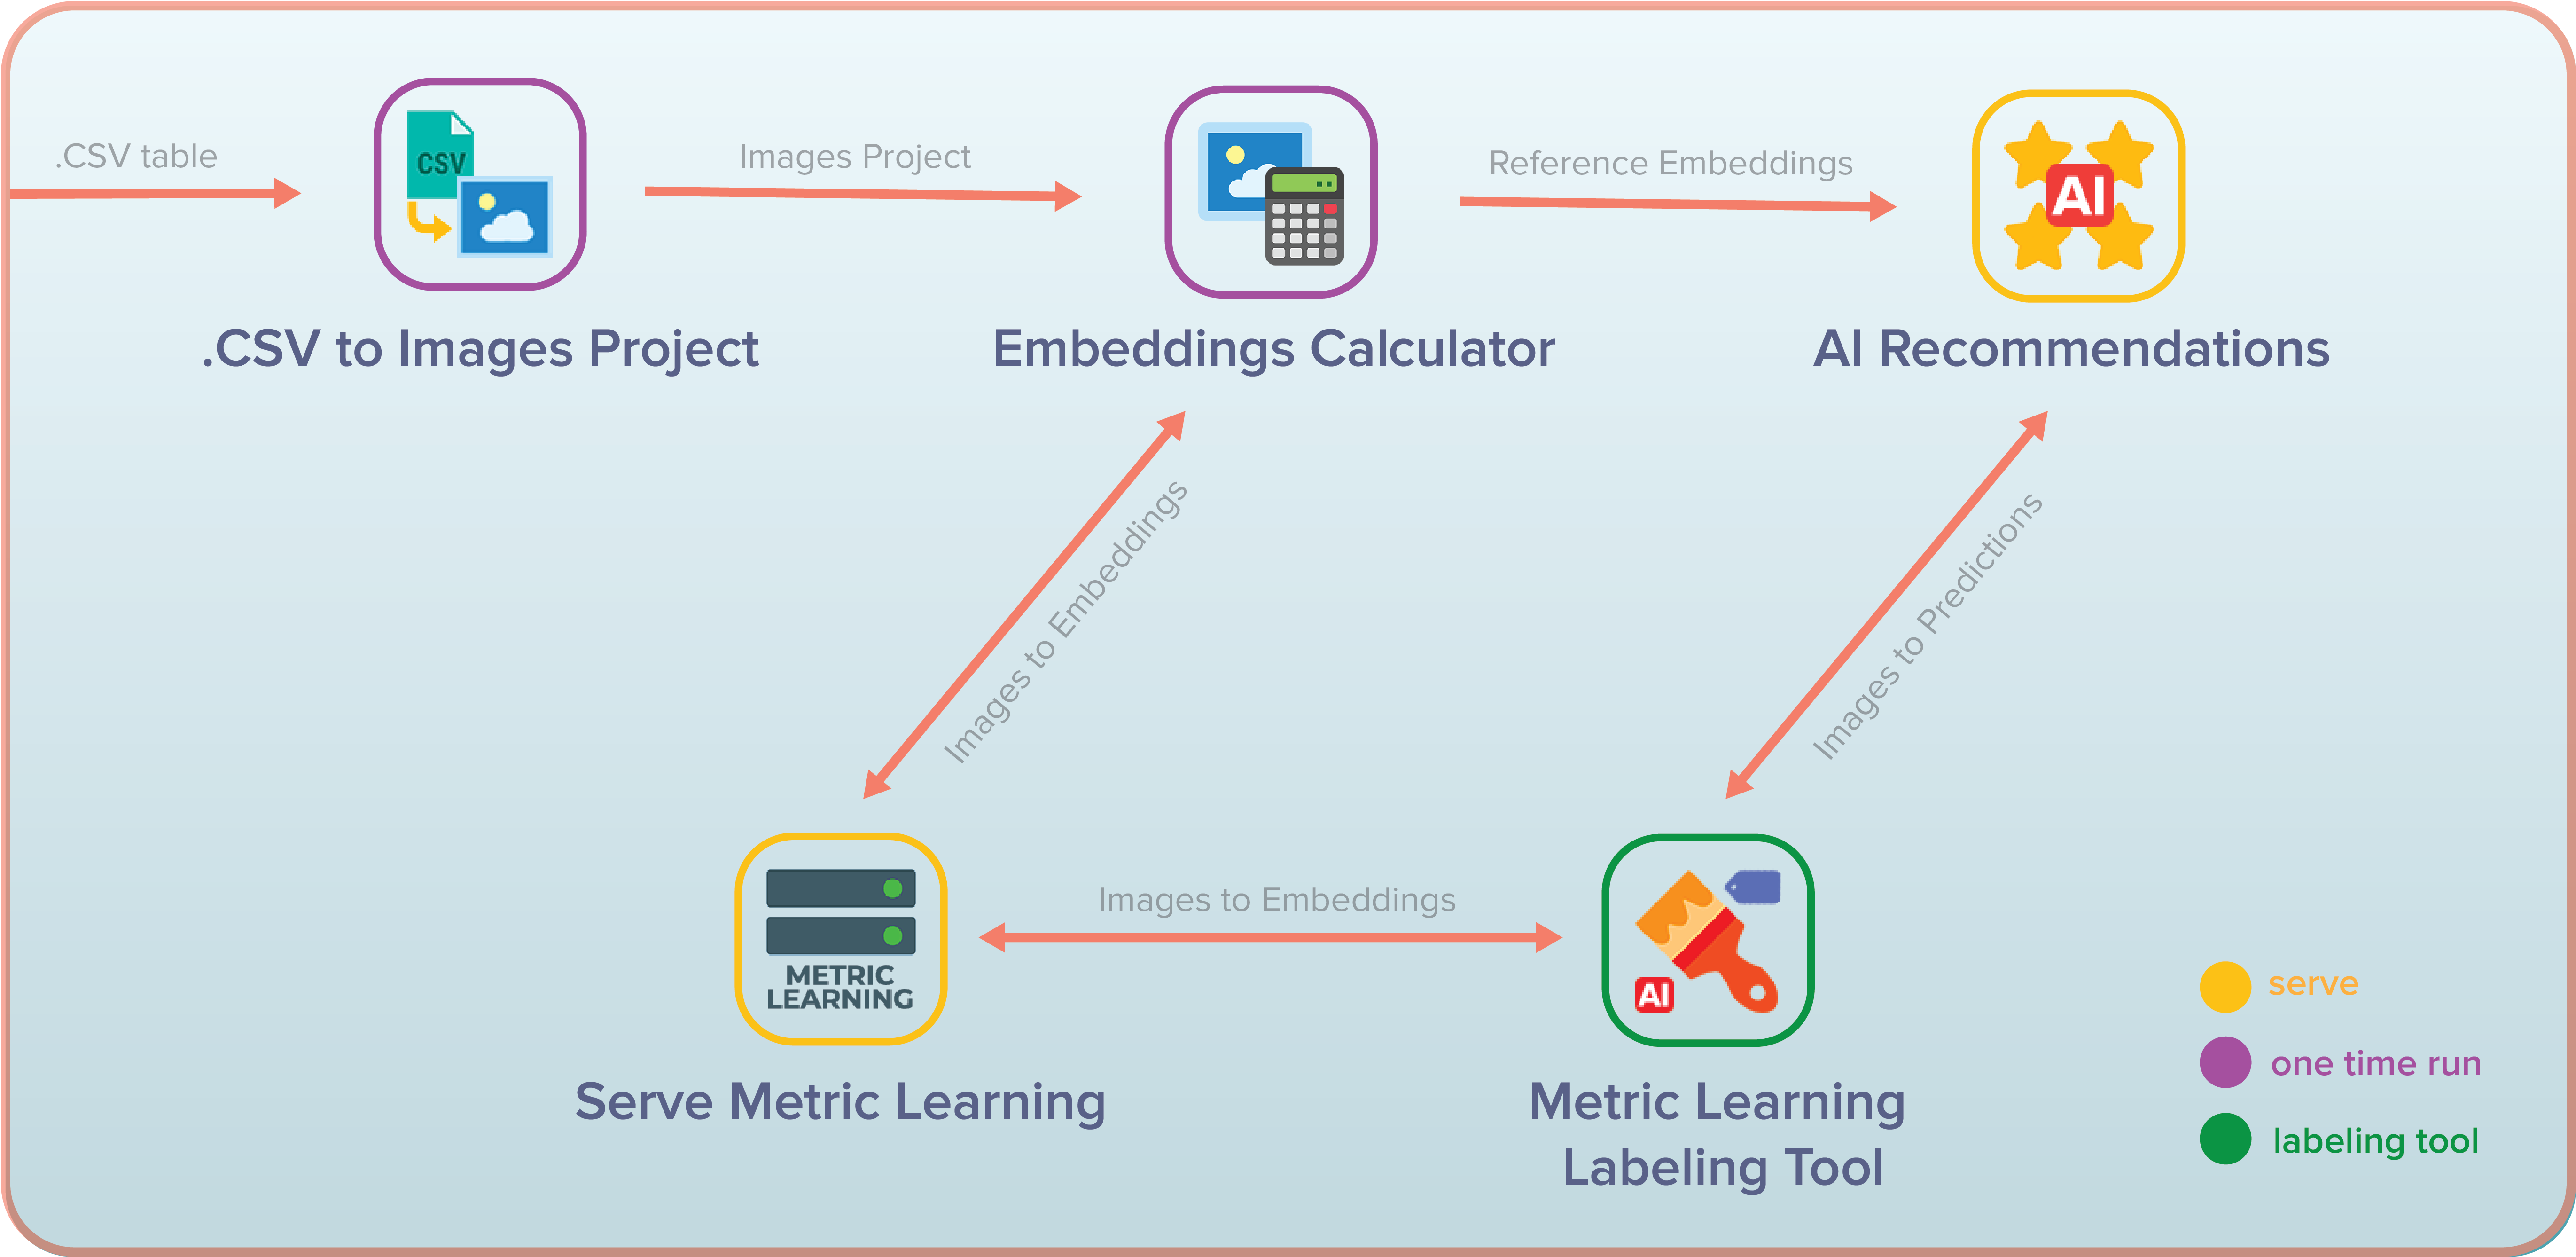 .CSV table
CSV
.CSV to Images Project
Images Project
Embeddings Calculator
Reference Embeddings
AI
AI Recommendations
Images to Embeddings
Images to Predictions
METRIC
LEARNING
Serve Metric Learning
Images to Embeddings
AI
Metric Learning
Labeling Tool
serve
one time run
labeling tool